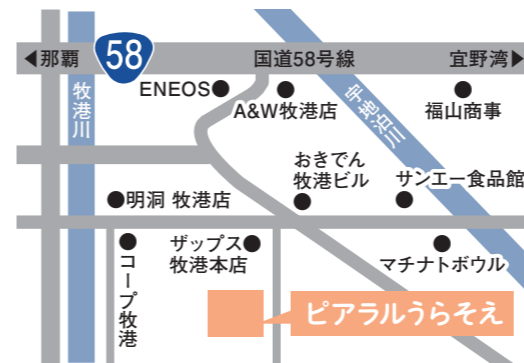 ◀那覇
58
国道58号線
宜野湾▶
牧港川
ENEOS
A&W牧港店
宇地泊川
福山商事
おきでん
牧港ビル
サンエー食品館
明洞 牧港店
コープ牧港
ザップス
牧港本店
マチナトボウル
ピアラルうらそえ